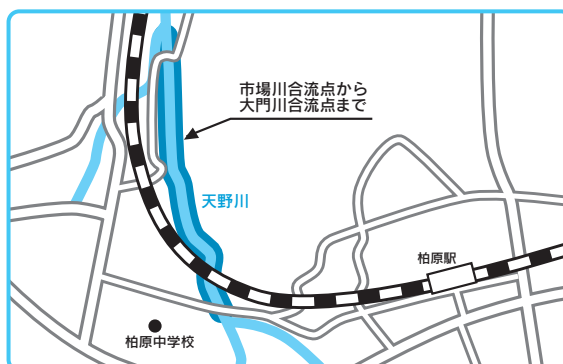 市場川合流点から
大門川合流点まで
天野川
柏原駅
柏原中学校